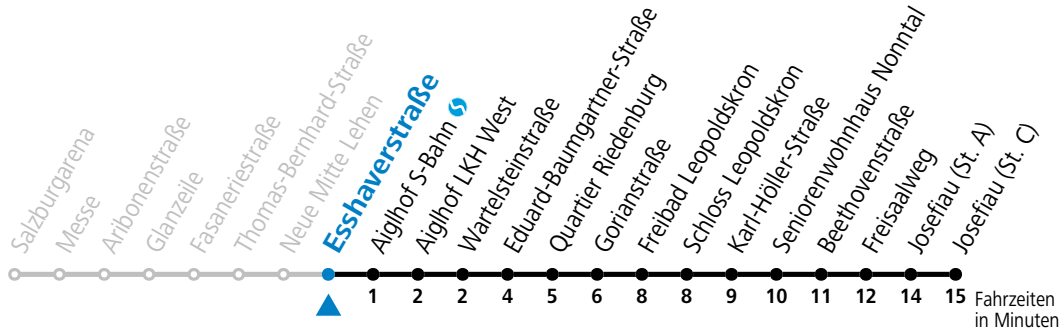 Salzburgarena
Messe
Aribonenstraße
Glanzeile
Fasaneriestraße
Thomas-Bernhard-Straße
Neue Mitte Lehen
Esshaverstraße
Aiglhof S-Bahn
Aiglhof LKH West
Wartelsteinstraße
Eduard-Baumgartner-Straße
Quartier Riedenburg
Gorianstraße
Freibad Leopoldskron
Schloss Leopoldskron
Karl-Höller-Straße
Seniorenwohnhaus Nonntal
Beethovenstraße
Freisaalweg
Josefiau (St. A)
Josefiau (St. C)
1 2 2 4 5 6 8 8 9 10 11 12 14 15 Fahrzeiten
in Minuten